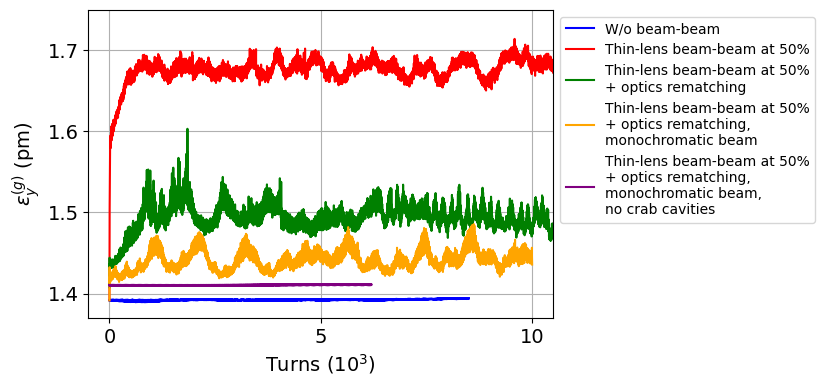 1.7
1.6
1.5
1.4
ε_y^(g) (pm)
0
5
10
Turns (10³)
W/o beam-beam
Thin-lens beam-beam at 50%
Thin-lens beam-beam at 50%
+ optics rematching
Thin-lens beam-beam at 50%
+ optics rematching,
monochromatic beam
Thin-lens beam-beam at 50%
+ optics rematching,
monochromatic beam,
no crab cavities